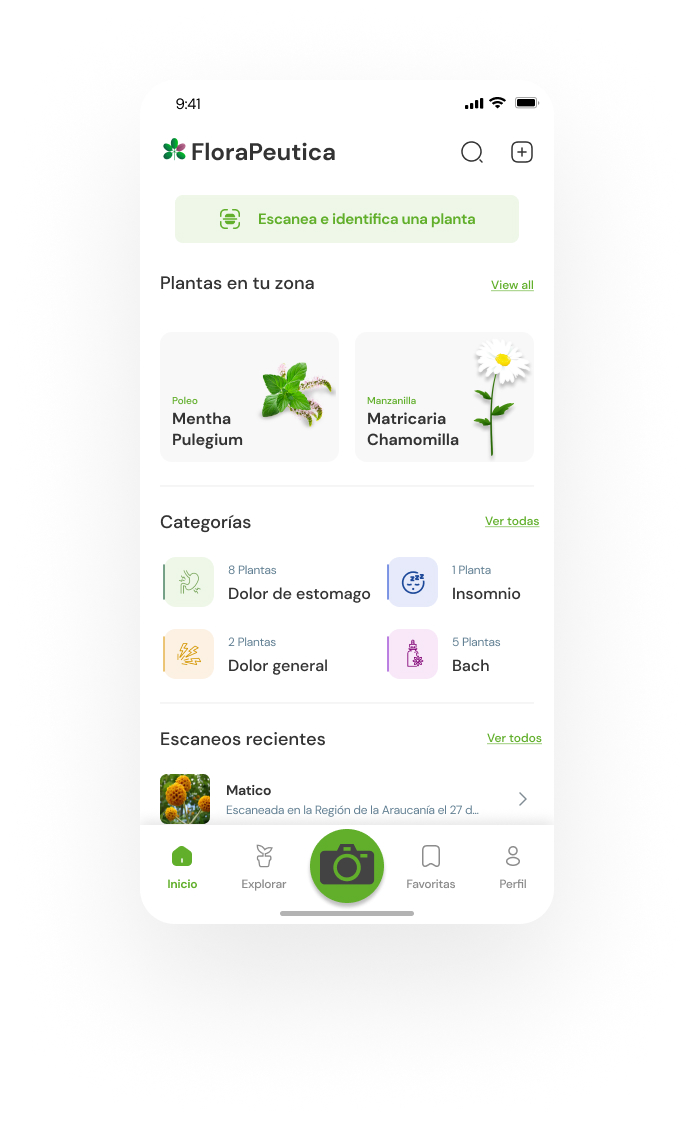 9:41
FloraPeutica
Escanea e identifica una planta
Plantas en tu zona
View all
Poleo
Mentha
Pulegium
Manzanilla
Matricaria
Chamomilla
Categorías
Ver todas
8 Plantas
Dolor de estomago
1 Planta
Insomnio
2 Plantas
Dolor general
5 Plantas
Bach
Escaneos recientes
Ver todos
Matico
Escaneada en la Región de la Araucanía el 27 d...
Inicio
Explorar
Favoritas
Perfil